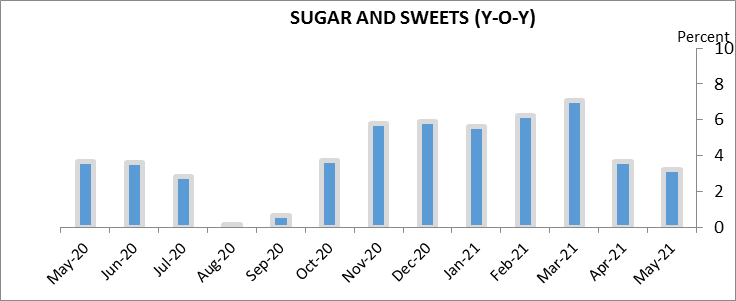 SUGAR AND SWEETS (Y-O-Y)
Percent
10
8
6
4
2
0
May-20
Jun-20
Jul-20
Aug-20
Sep-20
Oct-20
Nov-20
Dec-20
Jan-21
Feb-21
Mar-21
Apr-21
May-21